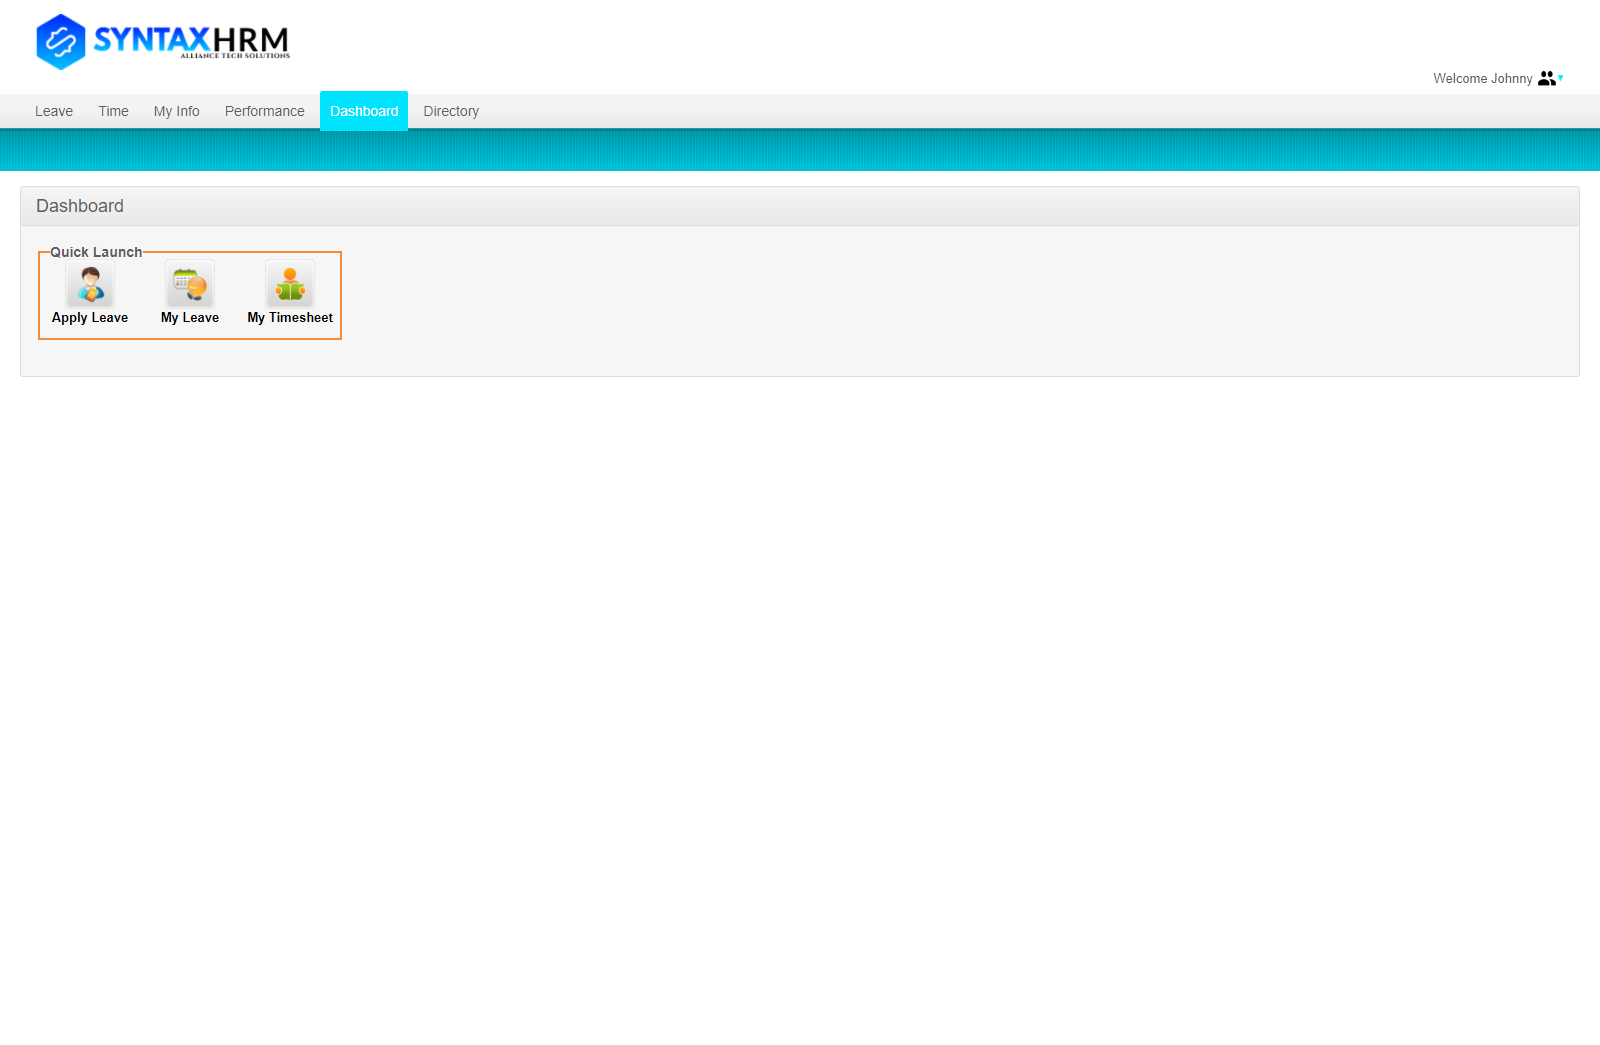 SYNTAXHRM
ALLIANCE TECH SOLUTIONS
Welcome Johnny
Leave Time My Info Performance Dashboard Directory
Dashboard
Quick Launch
Apply Leave My Leave My Timesheet